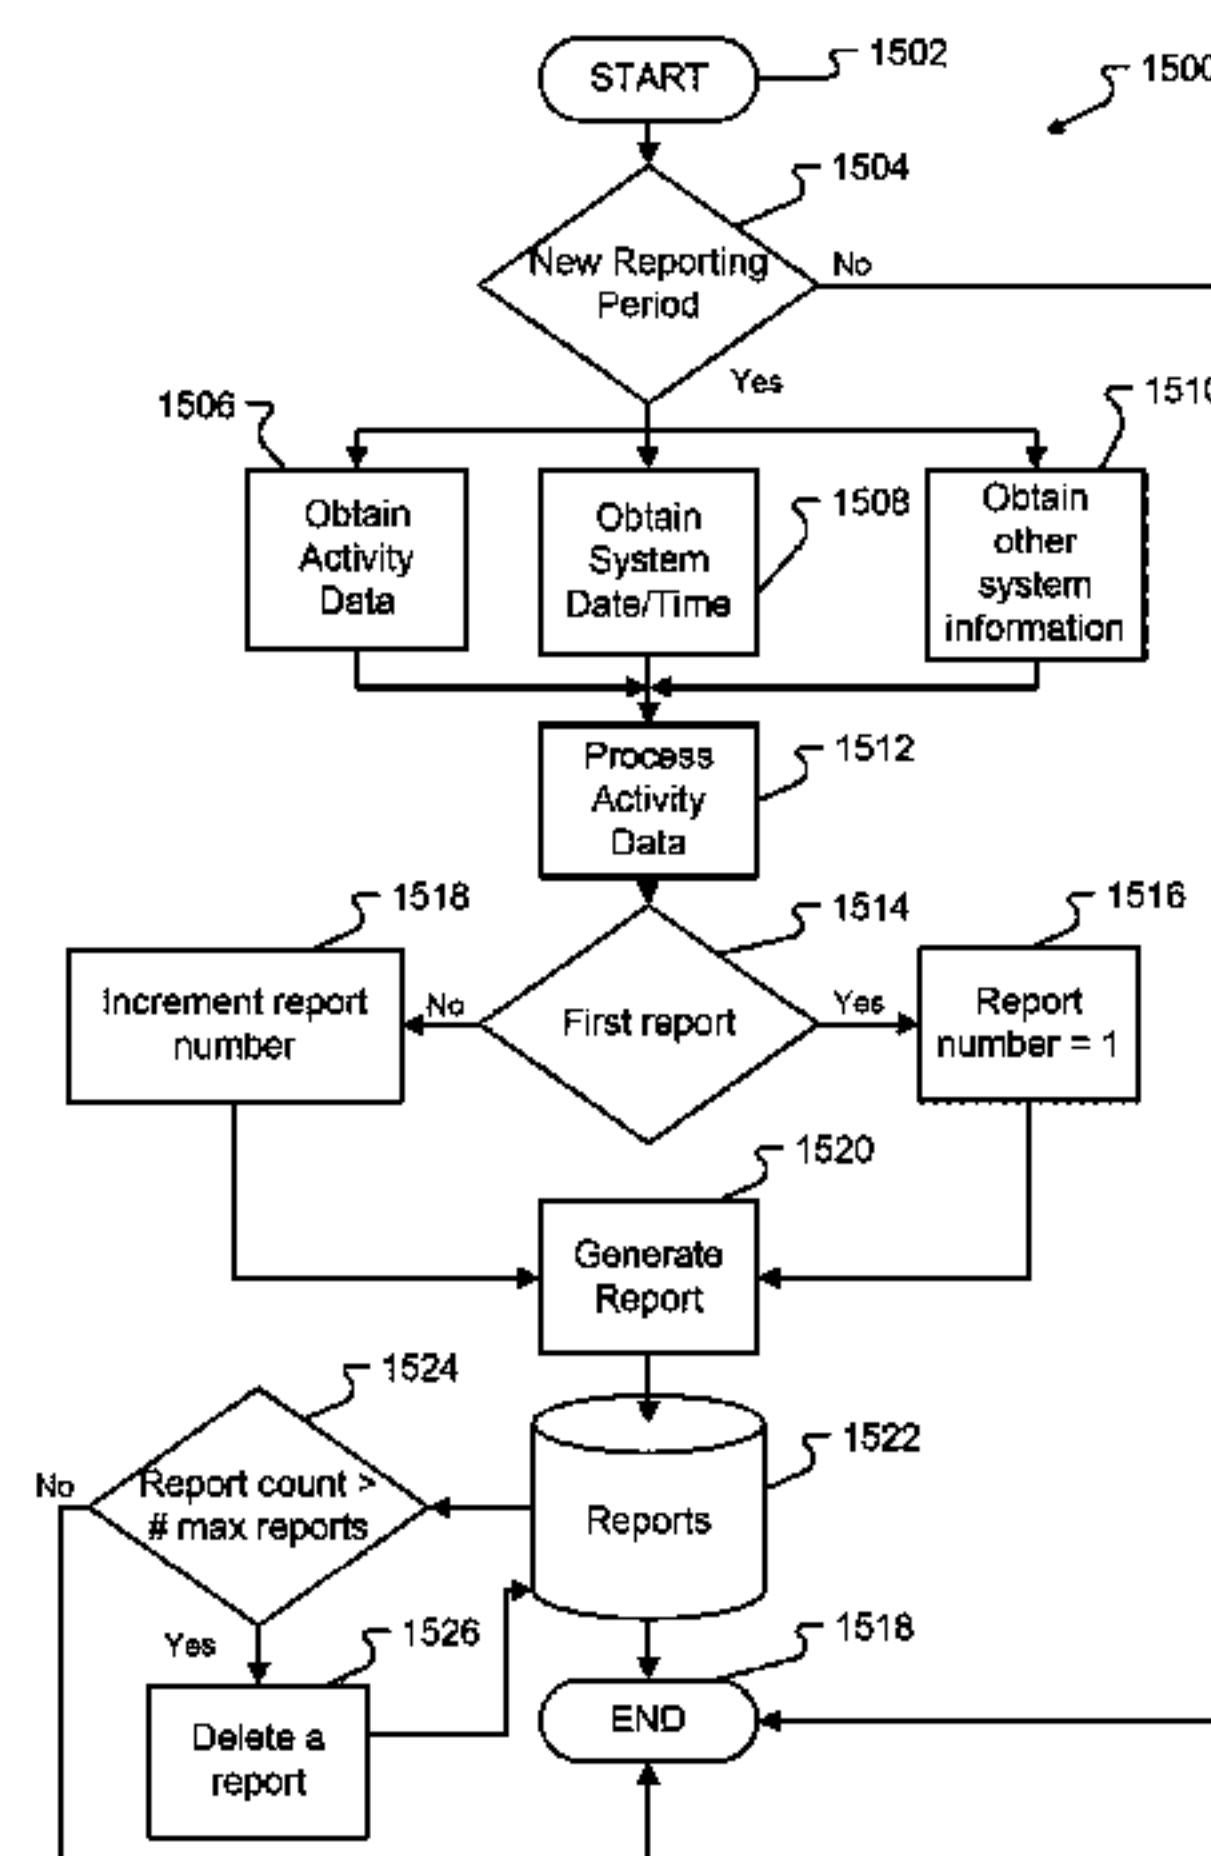 START
1502
1500
1504
New Reporting
Period
No
Yes
1506
1510
Obtain
Activity
Data
Obtain
System
Date/Time
1508
Obtain
other
system
information
Process
Activity
Data
1512
1518
1514
1516
Increment report
number
No
First report
Yes
Report
number = 1
1520
Generate
Report
1524
1522
No
Report count >
# max reports
Reports
Yes
1526
1518
Delete a
report
END